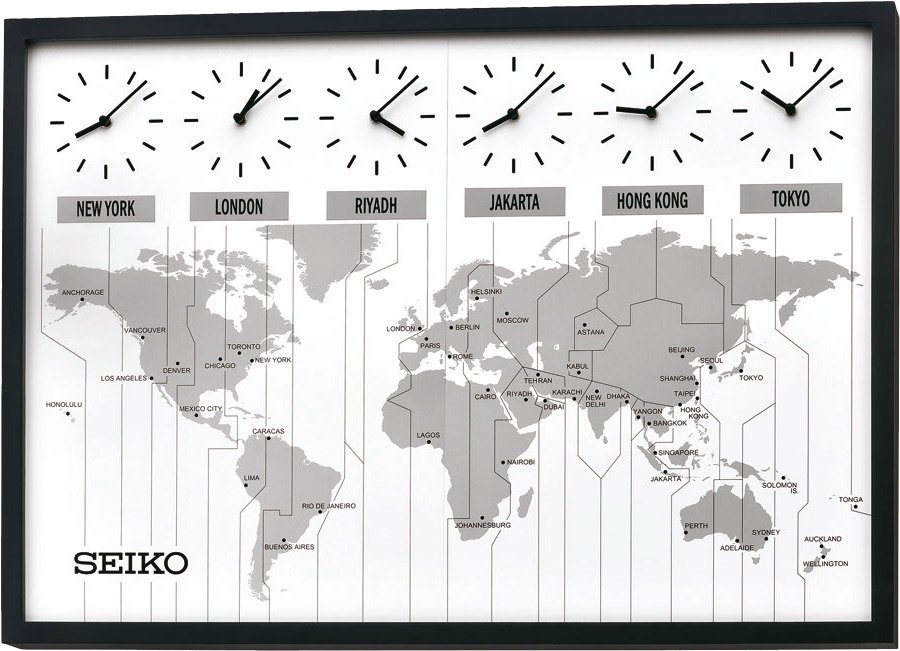 NEW YORK
LONDON
RIYADH
JAKARTA
HONG KONG
TOKYO
ANCHORAGE
VANCOUVER
LOS ANGELES
DENVER
CHICAGO
TORONTO
NEW YORK
HONOLULU
MEXICO CITY
CARACAS
LIMA
RIO DE JANEIRO
BUENOS AIRES
HELSINKI
MOSCOW
LONDON
BERLIN
PARIS
ROME
CAIRO
LAGOS
NAIROBI
JOHANNESBURG
ASTANA
KABUL
TEHRAN
RIYADH
DUBAI
KARACHI
NEW
DELHI
DHAKA
YANGON
BANGKOK
BEIJING
SEOUL
SHANGHAI
TOKYO
TAIPEI
HONG
KONG
SINGAPORE
JAKARTA
PERTH
ADELAIDE
SYDNEY
SOLOMON
IS.
TONGA
AUCKLAND
WELLINGTON
SEIKO